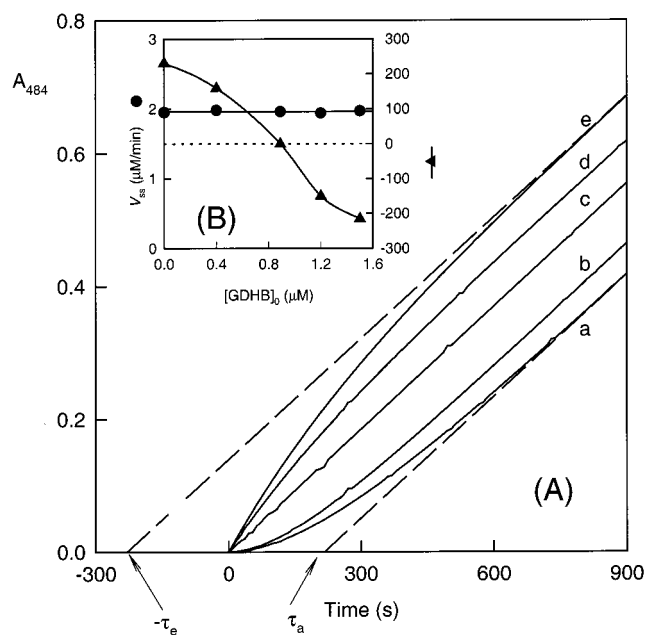 0.8
A₄₈₄
0.6
0.4
0.2
0.0
-300
0
300
600
900
Time (s)
-τₑ
τₐ
(A)
e
d
c
b
a
3
2
1
0
V_ss (μM/min)
300
200
100
0
-100
-200
-300
0.0
0.4
0.8
1.2
1.6
[GDHB]₀ (μM)
(B)